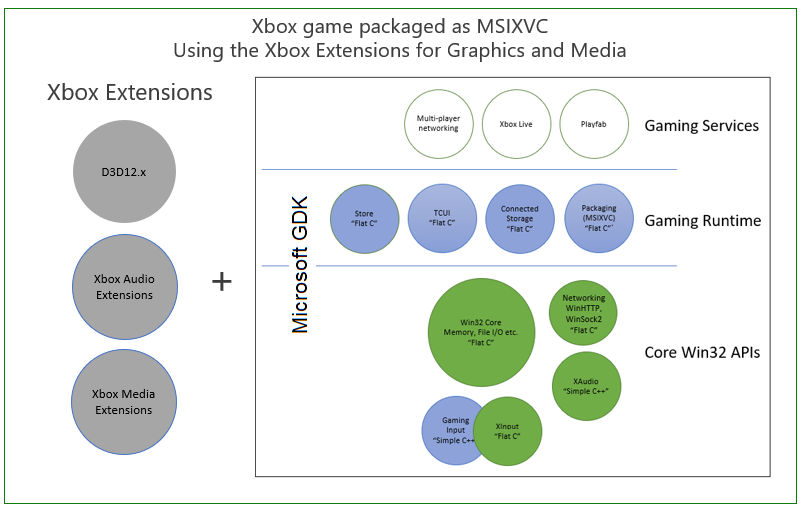 Xbox game packaged as MSIXVC
Using the Xbox Extensions for Graphics and Media
Xbox Extensions
D3D12.x
Xbox Audio
Extensions
Xbox Media
Extensions
+
Microsoft GDK
Multi-player
networking
Xbox Live
Playfab
Gaming Services
Store
"Flat C"
TCUI
"Flat C"
Connected
Storage
"Flat C"
Packaging
(MSIXVC)
"Flat C"`
Gaming Runtime
Win32 Core
Memory, File I/O etc.
"Flat C"
Networking
WinHTTP,
WinSock2
"Flat C"
XAudio
"Simple C++"
Gaming
Input
"Simple C++
XInout
"Flat C"
Core Win32 APIs